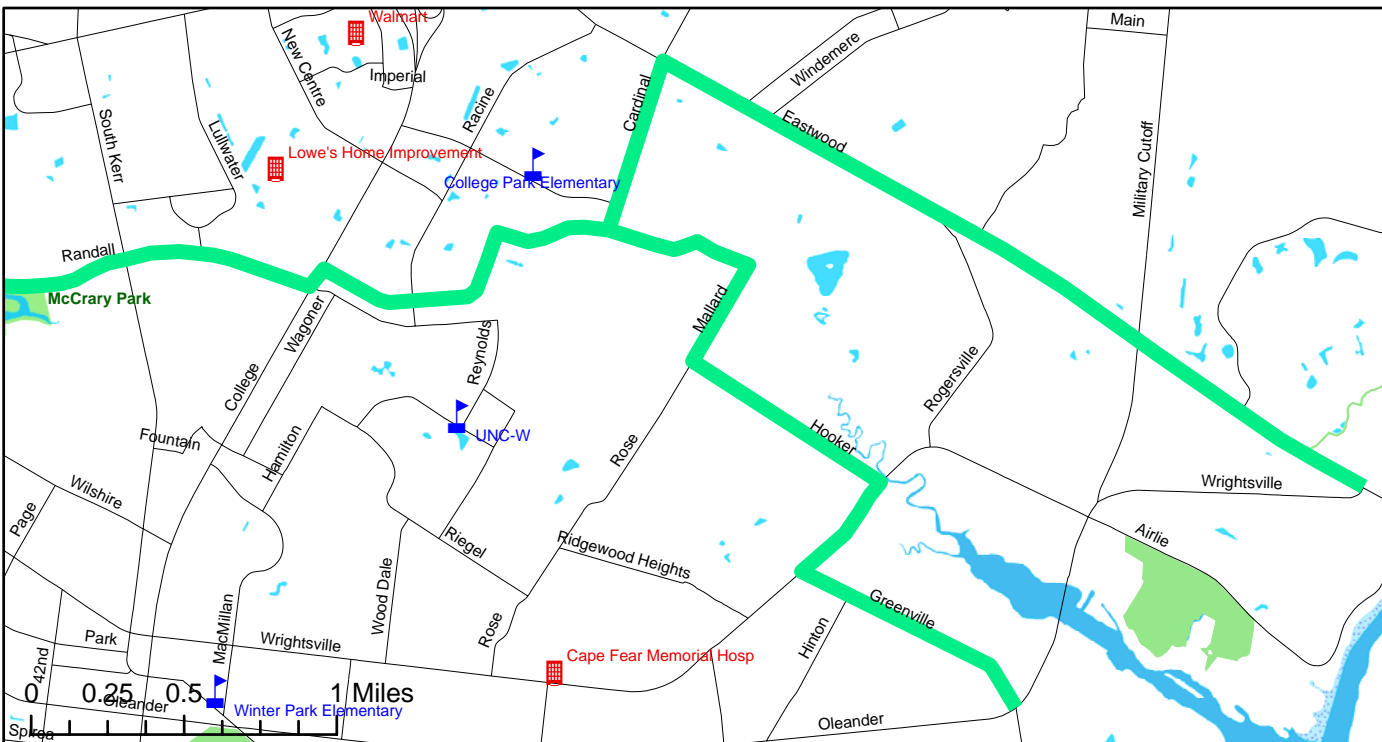 Walmart
Main
New Centre
Imperial
Windemere
Racine
Cardinal
Eastwood
South Kerr
Lullwater
Military Cutoff
Lowe's Home Improvement
College Park Elementary
Randall
McCrary Park
Mallard
Wagoner
Reynolds
College
Rogersville
Hooker
Fountain
Hamilton
UNC-W
Rose
Wrightsville
Wilshire
Page
Airlie
Riegel
Ridgewood Heights
Wood Dale
Greenville
MacMillan
Hinton
Park
Wrightsville
Rose
42nd
Cape Fear Memorial Hosp
0 0.25 0.5 1 Miles
Oleander
Winter Park Elementary
Oleander
Spirea